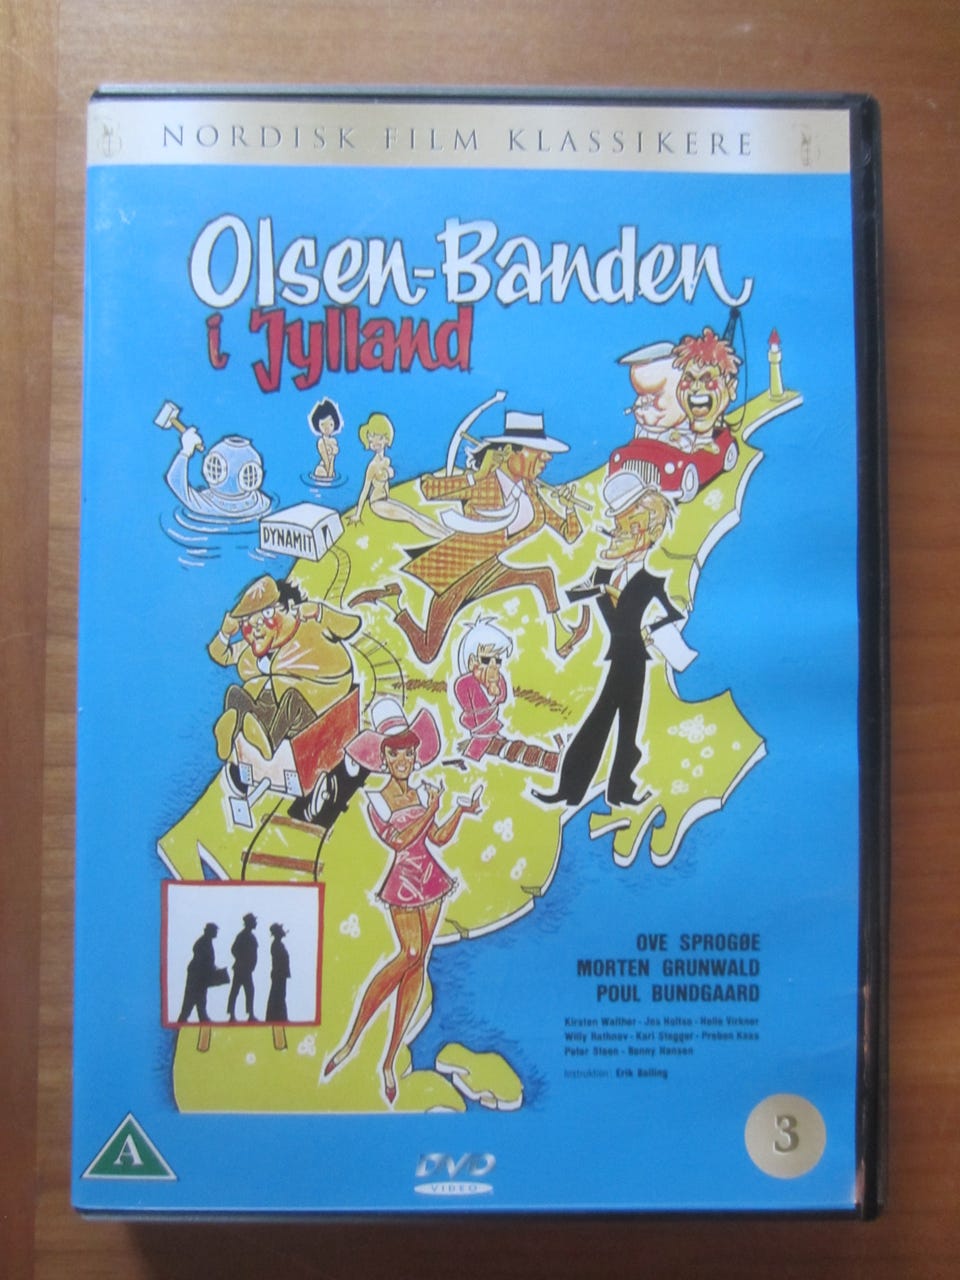 NORDISK FILM KLASSIKERE
Olsen-Banden
i Jylland
DYNAMIT
OVE SPROGØE
MORTEN GRUNWALD
POUL BUNDGAARD
Kirsten Walther - Jes Holtsø - Helle Virkner
Willy Rathnov - Karl Stegger - Preben Kaas
Peter Steen - Benny Hansen
Instruktion: Erik Balling
A
DVD
VIDEO
3